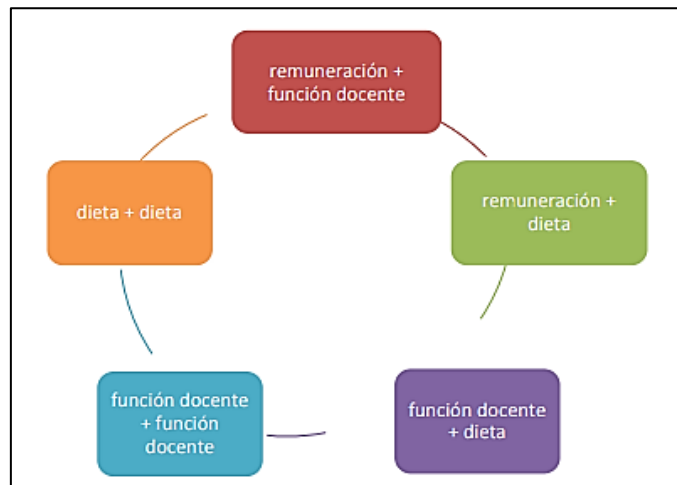 remuneración +
función docente
dieta + dieta
remuneración +
dieta
función docente
+ función
docente
función docente
+ dieta